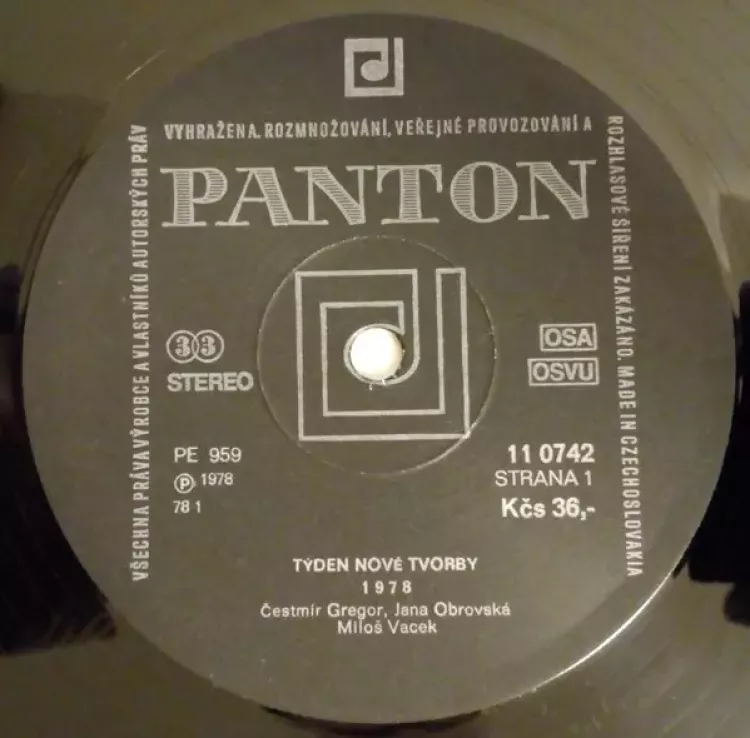 VŠECHNA PRÁVA VÝROBCE A VLASTNÍKŮ AUTORSKÝCH PRÁV
VYHRAŽENA. ROZMNOŽOVÁNÍ, VEŘEJNÉ PROVOZOVÁNÍ A
ROZHLASOVÉ ŠÍŘENÍ ZAKÁZÁNO. MADE IN CZECHOSLOVAKIA
PANTON
33
STEREO
OSA
OSVU
PE 959
Ⓟ 1978
78 1
11 0742
STRANA 1
Kčs 36,-
TÝDEN NOVÉ TVORBY
1978
Čestmír Gregor, Jana Obrovská
Miloš Vacek